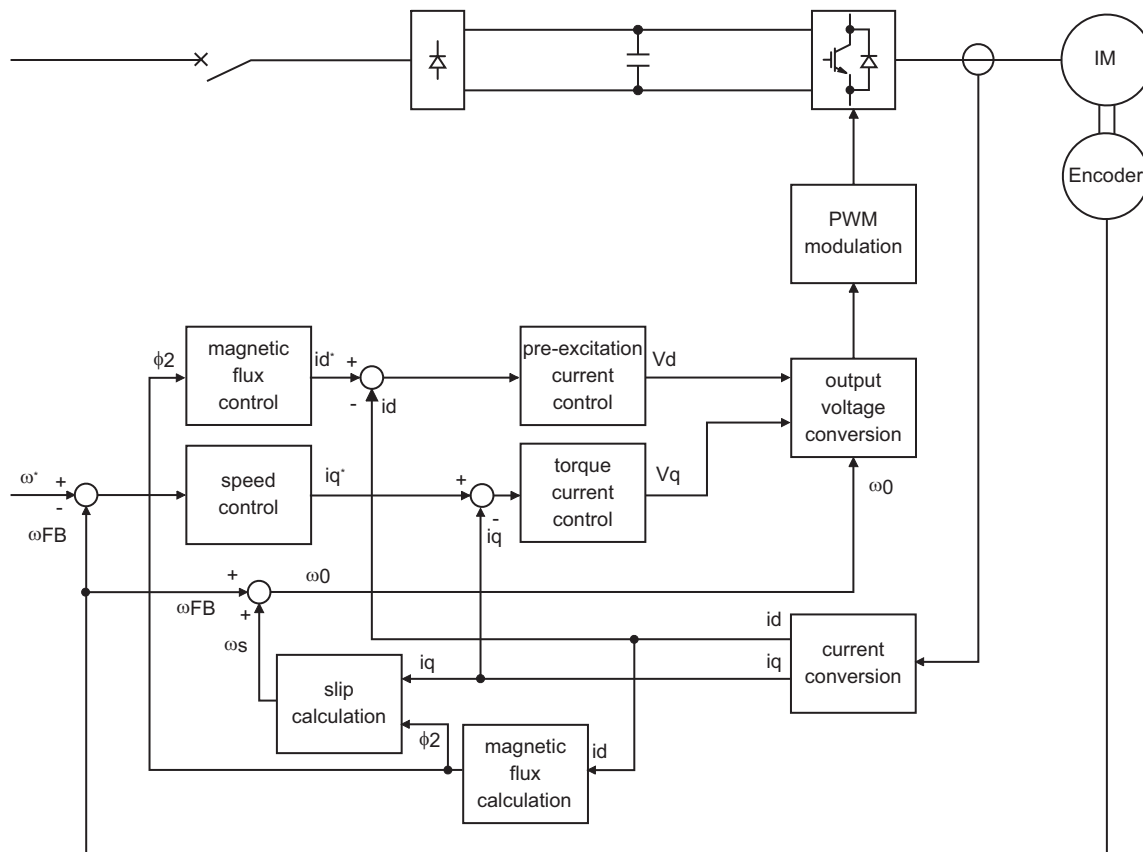 IM
Encoder
PWM
modulation
ϕ2
magnetic
flux
control
id*
+
-
id
pre-excitation
current
control
Vd
output
voltage
conversion
ω*
+
-
ωFB
speed
control
iq*
+
-
iq
torque
current
control
Vq
ω0
+
ωFB
+
ω0
ωs
slip
calculation
iq
ϕ2
id
iq
current
conversion
magnetic
flux
calculation
id